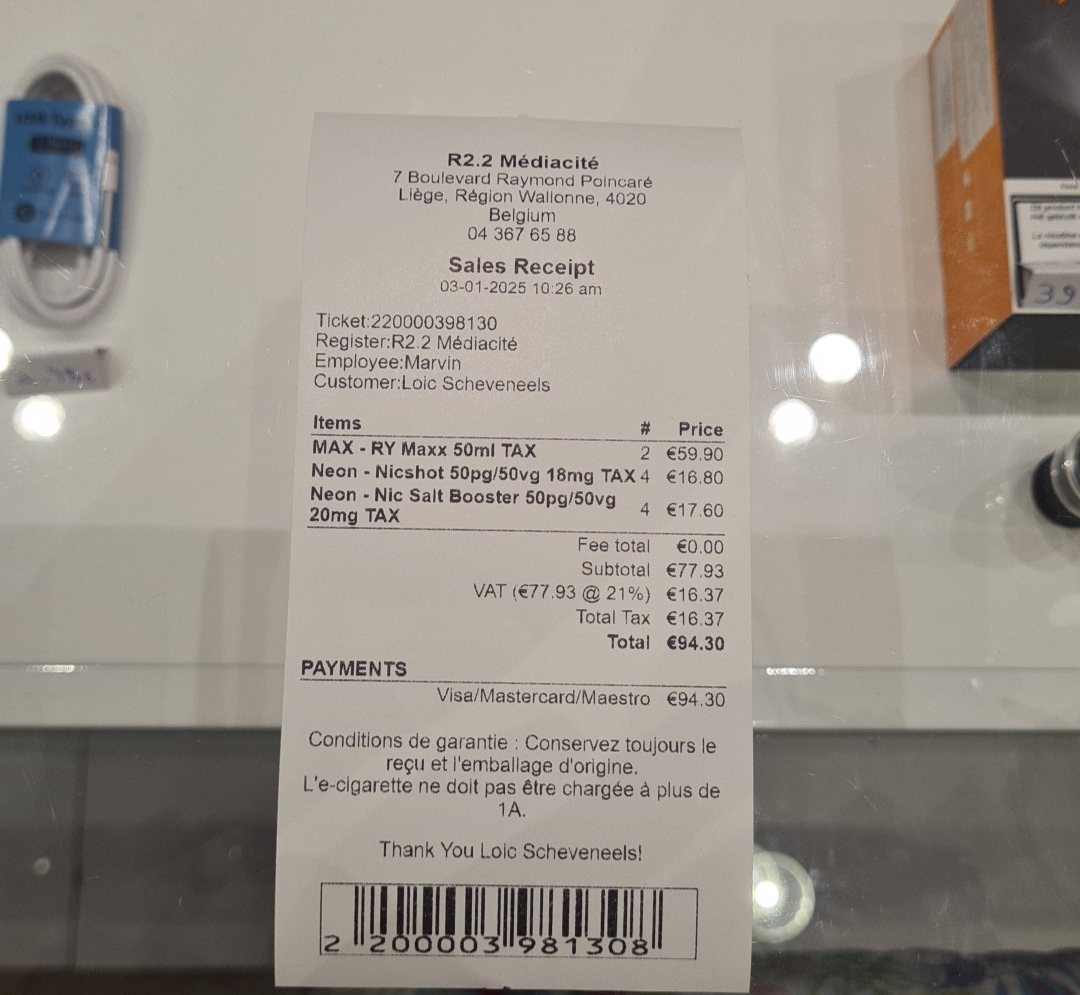 R2.2 Médiacité
7 Boulevard Raymond Poincaré
Liège, Région Wallonne, 4020
Belgium
04 367 65 88
Sales Receipt
03-01-2025 10:26 am
Ticket:220000398130
Register:R2.2 Médiacité
Employee:Marvin
Customer:Loic Scheveneels
Items # Price
MAX - RY Maxx 50ml TAX 2 €59.90
Neon - Nicshot 50pg/50vg 18mg TAX 4 €16.80
Neon - Nic Salt Booster 50pg/50vg
20mg TAX 4 €17.60
Fee total €0.00
Subtotal €77.93
VAT (€77.93 @ 21%) €16.37
Total Tax €16.37
Total €94.30
PAYMENTS
Visa/Mastercard/Maestro €94.30
Conditions de garantie : Conservez toujours le
reçu et l'emballage d'origine.
L'e-cigarette ne doit pas être chargée à plus de
1A.
Thank You Loic Scheveneels!
2 200003 981308
USB
39